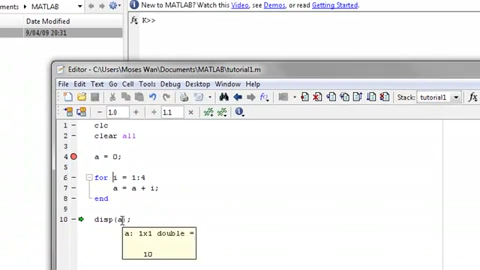 ments ▸ MATLAB ▸
Date Modified
9/04/09 20:31
New to MATLAB? Watch this Video, see Demos, or read Getting Started.
K>>
Editor - C:\Users\Moses Wan\Documents\MATLAB\tutorial1.m
File Edit Text Go Cell Tools Debug Desktop Window Help
Stack: tutorial1
- 1.0 + ÷ 1.1 ×
1 - clc
2 - clear all
3
4 a = 0;
5
6 - for i = 1:4
7 - a = a + i;
8 - end
9
10 - disp(a);
a: 1x1 double =
10